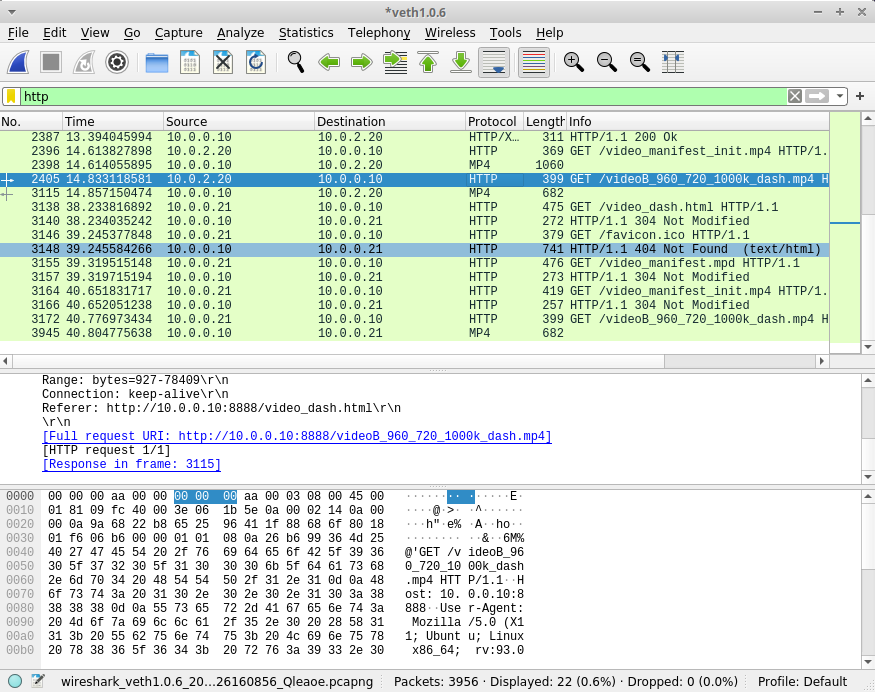 *veth1.0.6
File Edit View Go Capture Analyze Statistics Telephony Wireless Tools Help
http
No. Time Source Destination Protocol Length Info
2387 13.394045994 10.0.0.10 10.0.2.20 HTTP/X… 311 HTTP/1.1 200 Ok
2396 14.613827898 10.0.2.20 10.0.0.10 HTTP 369 GET /video_manifest_init.mp4 HTTP/1.
2398 14.614055895 10.0.0.10 10.0.2.20 MP4 1060
2405 14.833118581 10.0.2.20 10.0.0.10 HTTP 399 GET /videoB_960_720_1000k_dash.mp4 H
3115 14.857150474 10.0.0.10 10.0.2.20 MP4 682
3138 38.233816892 10.0.0.21 10.0.0.10 HTTP 475 GET /video_dash.html HTTP/1.1
3140 38.234035242 10.0.0.10 10.0.0.21 HTTP 272 HTTP/1.1 304 Not Modified
3146 39.245377848 10.0.0.21 10.0.0.10 HTTP 379 GET /favicon.ico HTTP/1.1
3148 39.245584266 10.0.0.10 10.0.0.21 HTTP 741 HTTP/1.1 404 Not Found (text/html)
3155 39.319515148 10.0.0.21 10.0.0.10 HTTP 476 GET /video_manifest.mpd HTTP/1.1
3157 39.319715194 10.0.0.10 10.0.0.21 HTTP 273 HTTP/1.1 304 Not Modified
3164 40.651831717 10.0.0.21 10.0.0.10 HTTP 419 GET /video_manifest_init.mp4 HTTP/1.
3166 40.652051238 10.0.0.10 10.0.0.21 HTTP 257 HTTP/1.1 304 Not Modified
3172 40.776973434 10.0.0.21 10.0.0.10 HTTP 399 GET /videoB_960_720_1000k_dash.mp4 H
3945 40.804775638 10.0.0.10 10.0.0.21 MP4 682
Range: bytes=927-78409\r\n
Connection: keep-alive\r\n
Referer: http://10.0.0.10:8888/video_dash.html\r\n
\r\n
[Full request URI: http://10.0.0.10:8888/videoB_960_720_1000k_dash.mp4]
[HTTP request 1/1]
[Response in frame: 3115]
0000 00 00 00 aa 00 00 00 00 00 aa 00 03 08 00 45 00 ········ ······E·
0010 01 81 09 fc 40 00 3e 06 1b 5e 0a 00 02 14 0a 00 ····@·>· ·^······
0020 00 0a 9a 68 22 b8 65 25 96 41 1f 88 68 6f 80 18 ···h"·e% ·A··ho··
0030 01 f6 06 b6 00 00 01 01 08 0a 26 b6 99 36 4d 25 ········ ··&··6M%
0040 40 27 47 45 54 20 2f 76 69 64 65 6f 42 5f 39 36 @'GET /v ideoB_96
0050 30 5f 37 32 30 5f 31 30 30 30 6b 5f 64 61 73 68 0_720_10 00k_dash
0060 2e 6d 70 34 20 48 54 54 50 2f 31 2e 31 0d 0a 48 .mp4 HTT P/1.1··H
0070 6f 73 74 3a 20 31 30 2e 30 2e 30 2e 31 30 3a 38 ost: 10. 0.0.10:8
0080 38 38 38 0d 0a 55 73 65 72 2d 41 67 65 6e 74 3a 888··Use r-Agent:
0090 20 4d 6f 7a 69 6c 6c 61 2f 35 2e 30 20 28 58 31 Mozilla /5.0 (X1
00a0 31 3b 20 55 62 75 6e 74 75 3b 20 4c 69 6e 75 78 1; Ubunt u; Linux
00b0 20 78 38 36 5f 36 34 3b 20 72 76 3a 39 33 2e 30 x86_64; rv:93.0
wireshark_veth1.0.6_20…26160856_Qleaoe.pcapng Packets: 3956 · Displayed: 22 (0.6%) · Dropped: 0 (0.0%) Profile: Default